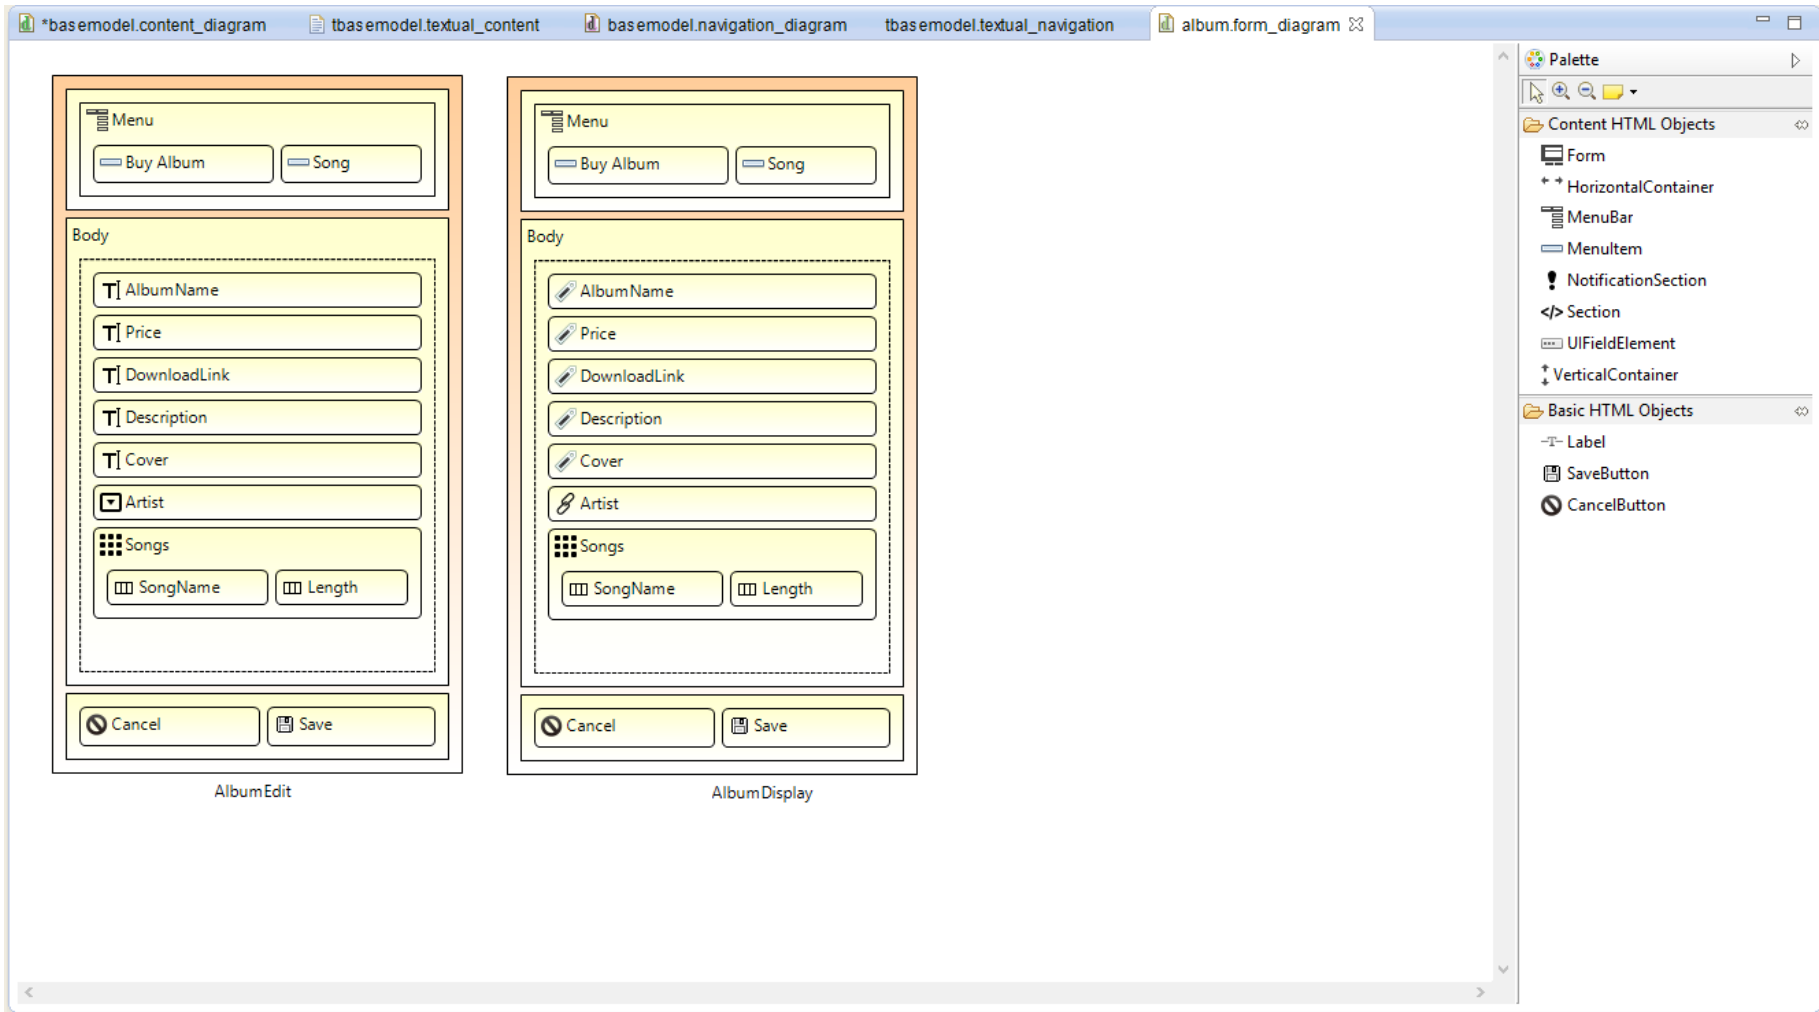 *basemodel.content_diagram
tbasemodel.textual_content
basemodel.navigation_diagram
tbasemodel.textual_navigation
album.form_diagram
Menu
Buy Album
Song
Body
AlbumName
Price
DownloadLink
Description
Cover
Artist
Songs
SongName
Length
Cancel
Save
AlbumEdit
Menu
Buy Album
Song
Body
AlbumName
Price
DownloadLink
Description
Cover
Artist
Songs
SongName
Length
Cancel
Save
AlbumDisplay
Palette
Content HTML Objects
Form
HorizontalContainer
MenuBar
MenuItem
NotificationSection
Section
UIFieldElement
VerticalContainer
Basic HTML Objects
Label
SaveButton
CancelButton